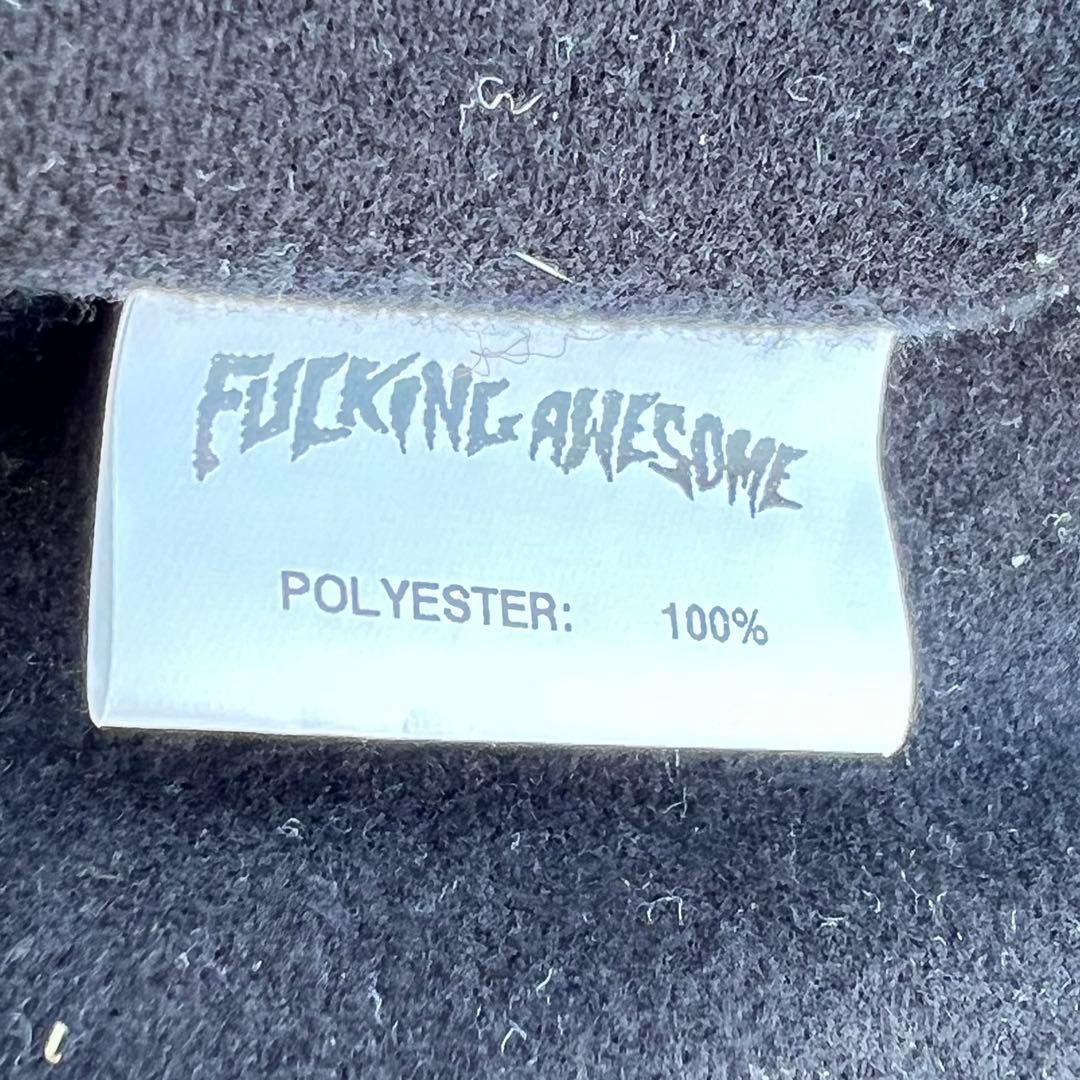 FUCKING AWESOME
POLYESTER: 100%